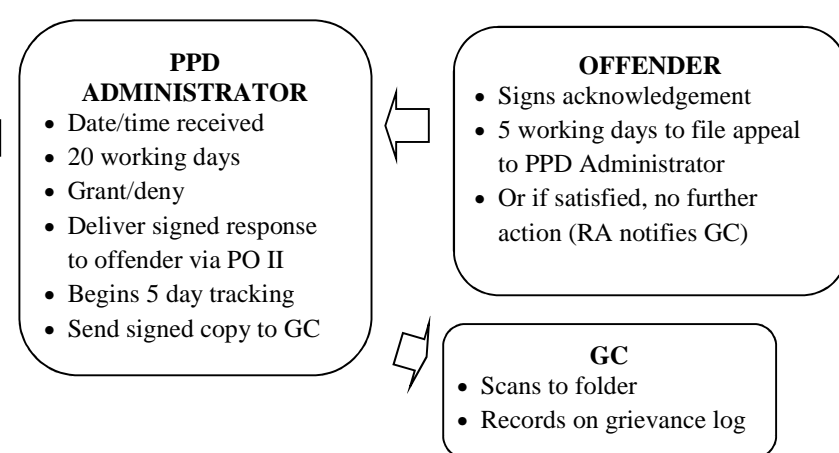 PPD
ADMINISTRATOR
• Date/time received
• 20 working days
• Grant/deny
• Deliver signed response
to offender via PO II
• Begins 5 day tracking
• Send signed copy to GC
OFFENDER
• Signs acknowledgement
• 5 working days to file appeal
to PPD Administrator
• Or if satisfied, no further
action (RA notifies GC)
GC
• Scans to folder
• Records on grievance log